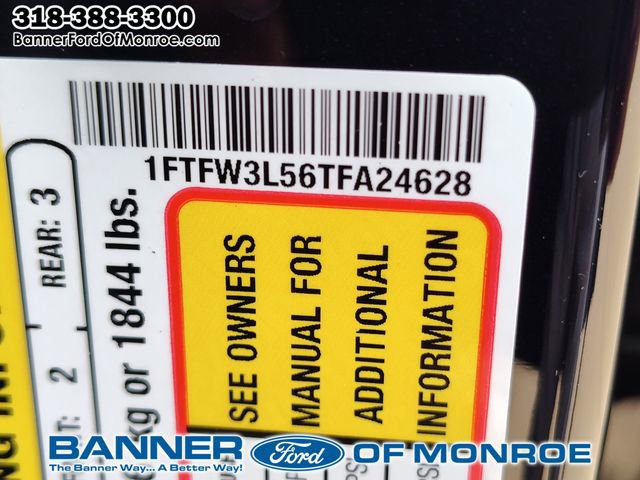 318-388-3300
BannerFordOfMonroe.com
1FTFW3L56TFA24628
REAR: 3
2
kg or 1844 lbs.
SEE OWNERS
MANUAL FOR
ADDITIONAL
INFORMATION
BANNER Ford OF MONROE
The Banner Way... A Better Way!